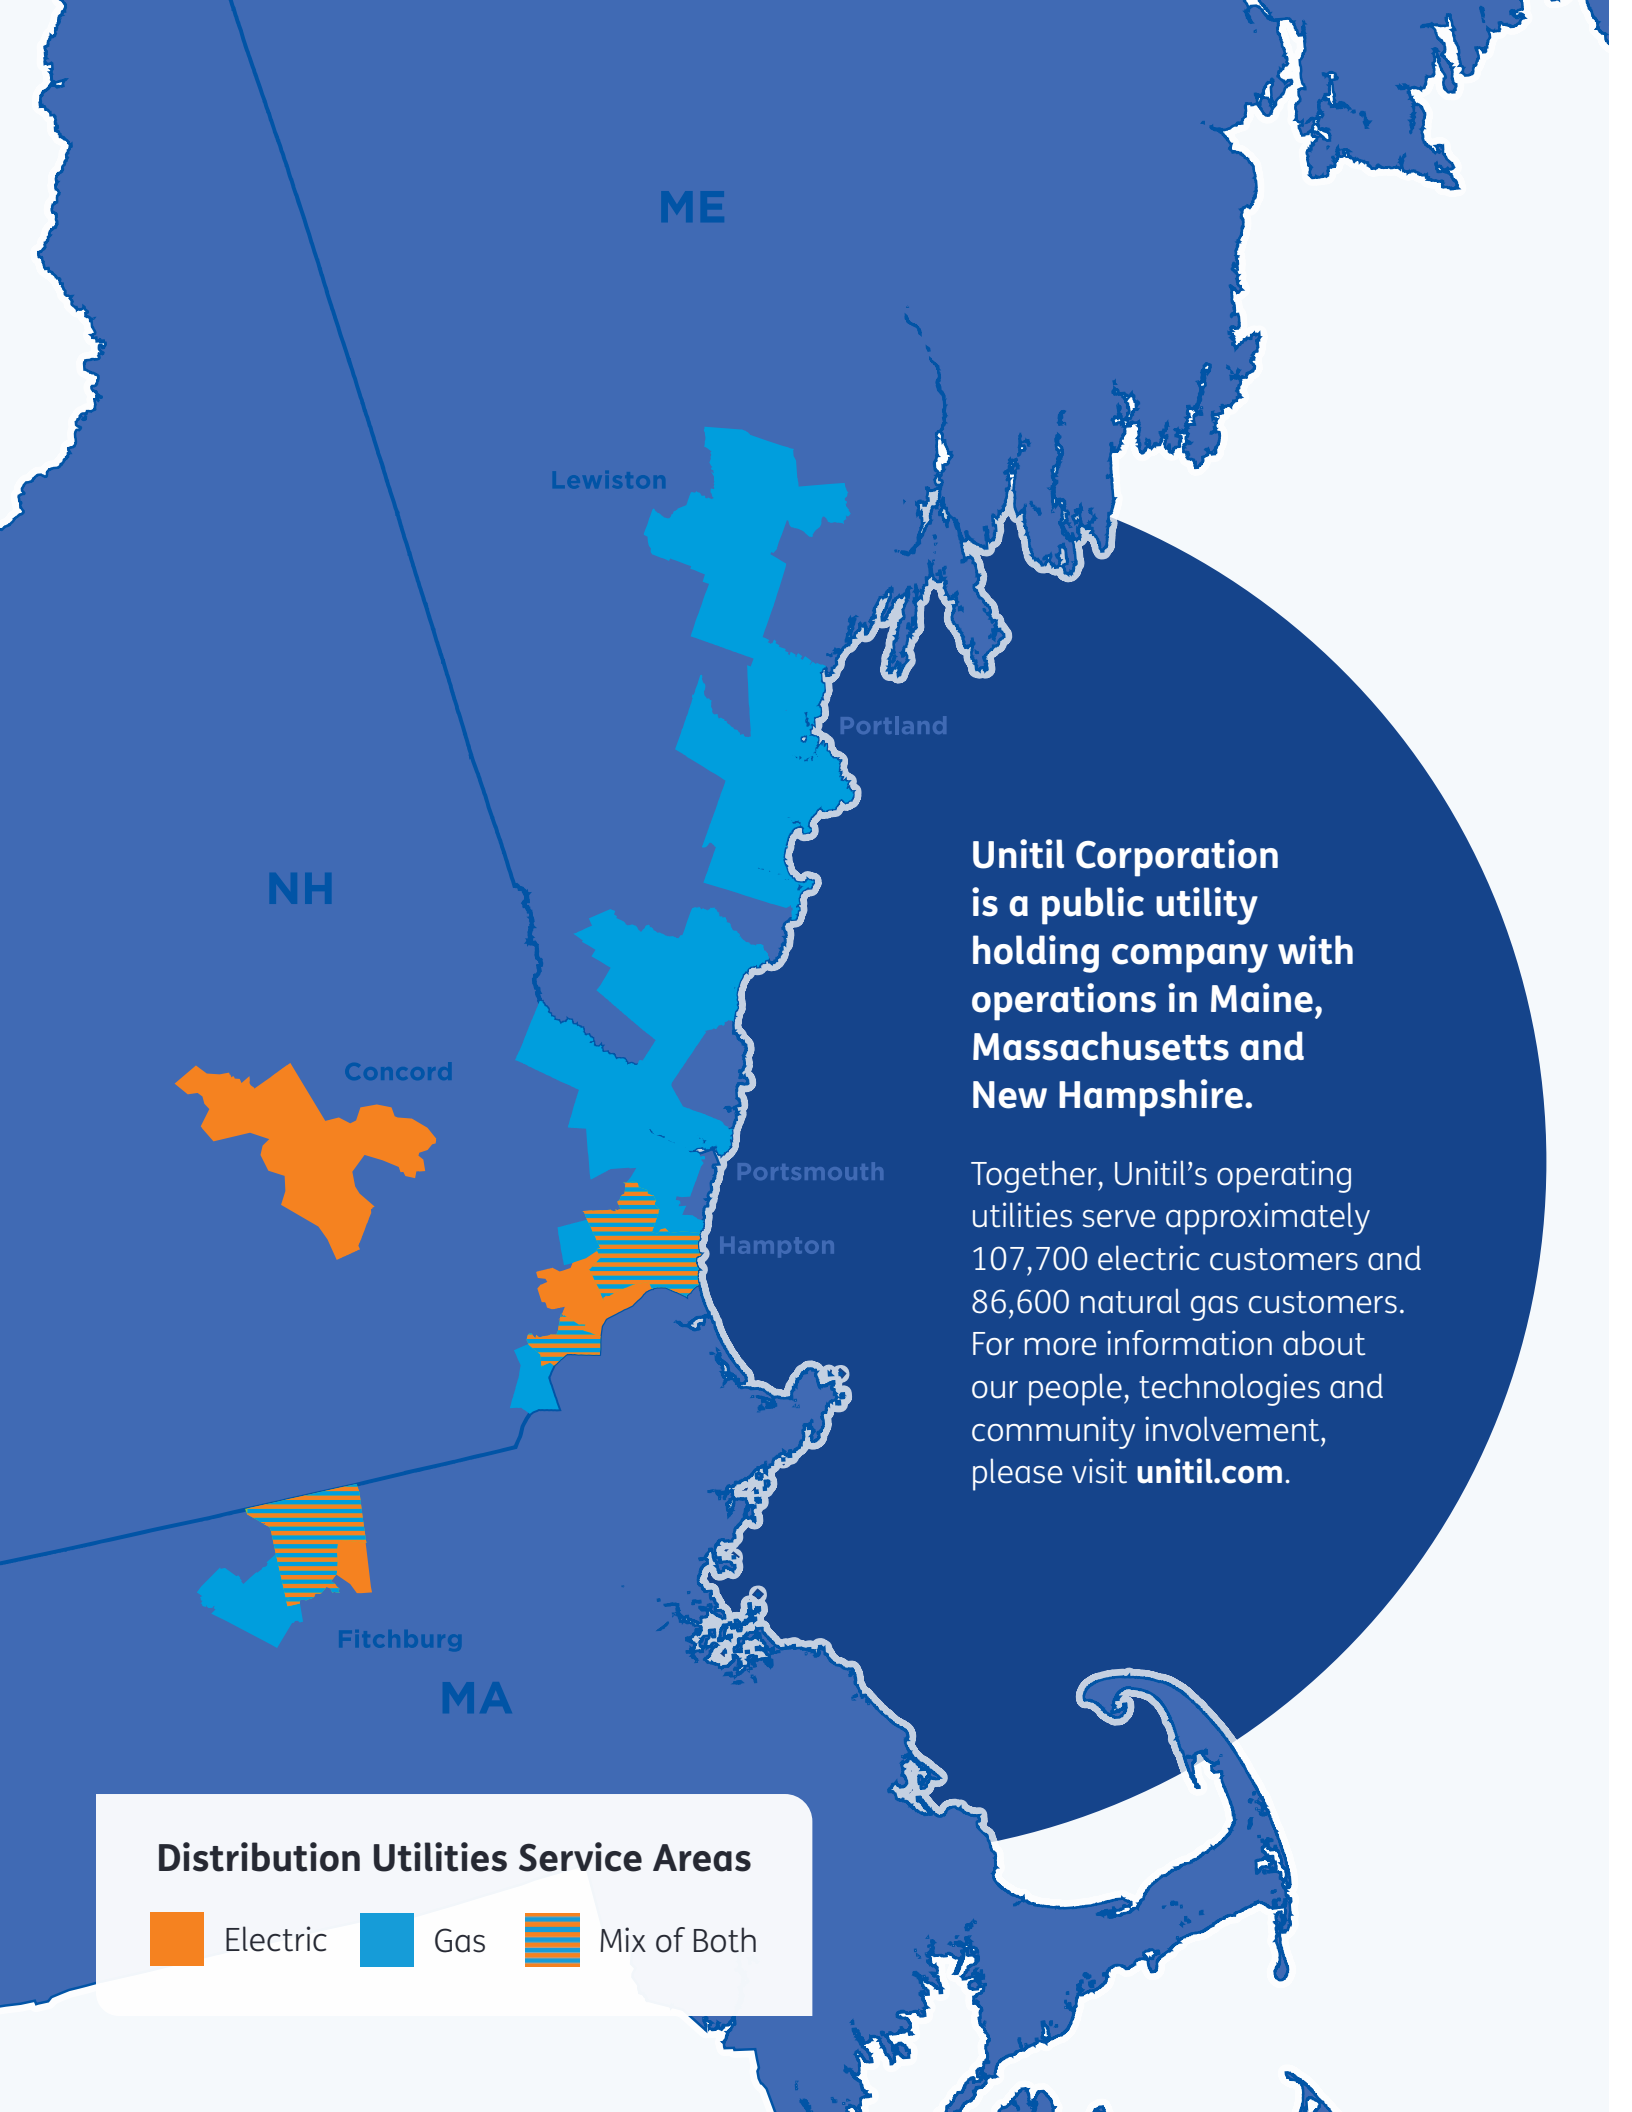 ME
Lewiston
Portland
NH
Concord
Portsmouth
Hampton
Fitchburg
MA
Unitil Corporation
is a public utility
holding company with
operations in Maine,
Massachusetts and
New Hampshire.
Together, Unitil’s operating
utilities serve approximately
107,700 electric customers and
86,600 natural gas customers.
For more information about
our people, technologies and
community involvement,
please visit unitil.com.
Distribution Utilities Service Areas
Electric
Gas
Mix of Both